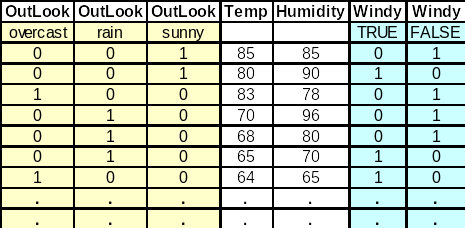 OutLook OutLook OutLook Temp Humidity Windy Windy
overcast rain sunny TRUE FALSE
0 0 1 85 85 0 1
0 0 1 80 90 1 0
1 0 0 83 78 0 1
0 1 0 70 96 0 1
0 1 0 68 80 0 1
0 1 0 65 70 1 0
1 0 0 64 65 1 0
. . . . . . .
. . . . . . .